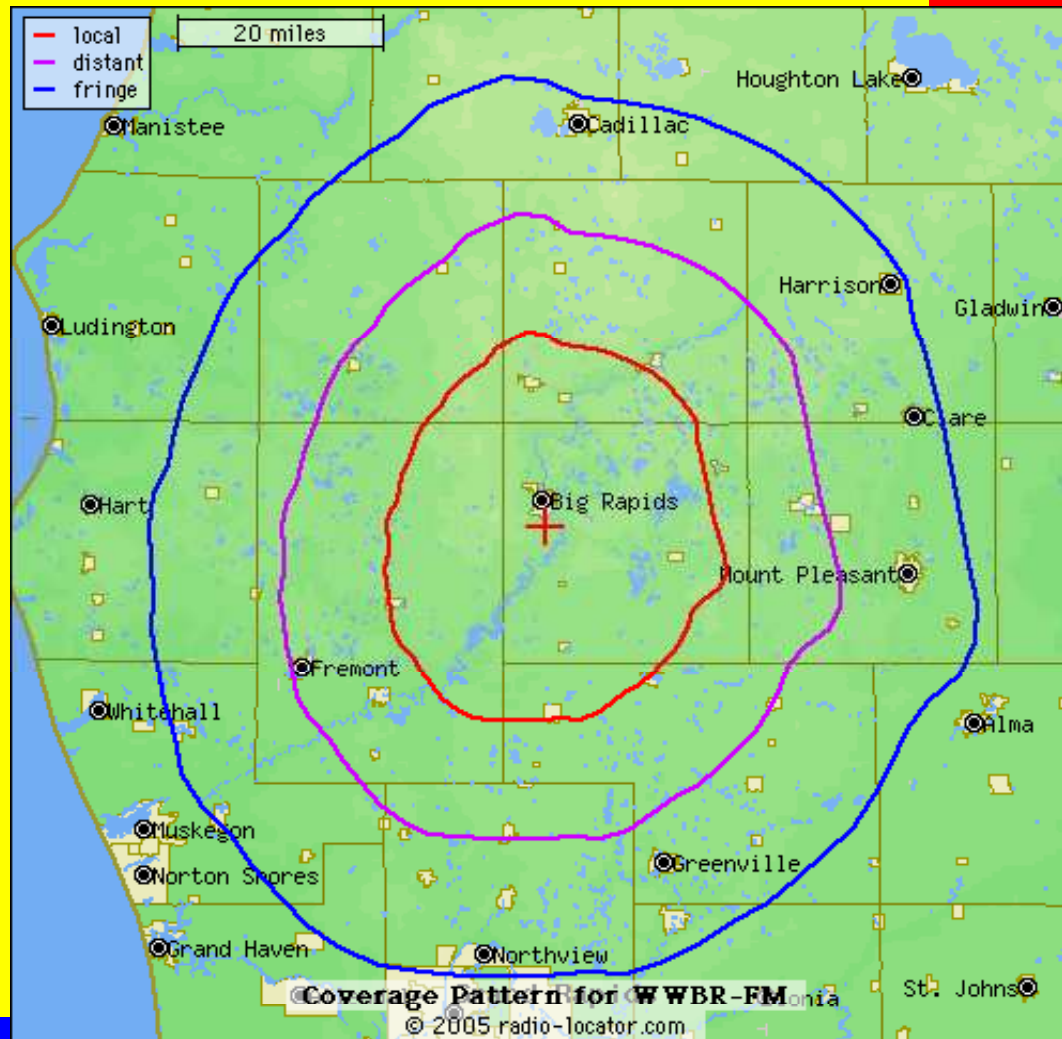 local
20 miles
distant
fringe
Houghton Lake
Manistee
Cadillac
Harrison
Gladwin
Ludington
Clare
Big Rapids
Hart
Mount Pleasant
Fremont
Whitehall
Alma
Muskegon
Greenville
Norton Shores
Grand Haven
Northview
St. Johns
Coverage Pattern for WWBR-FM
© 2005 radio-locator.com